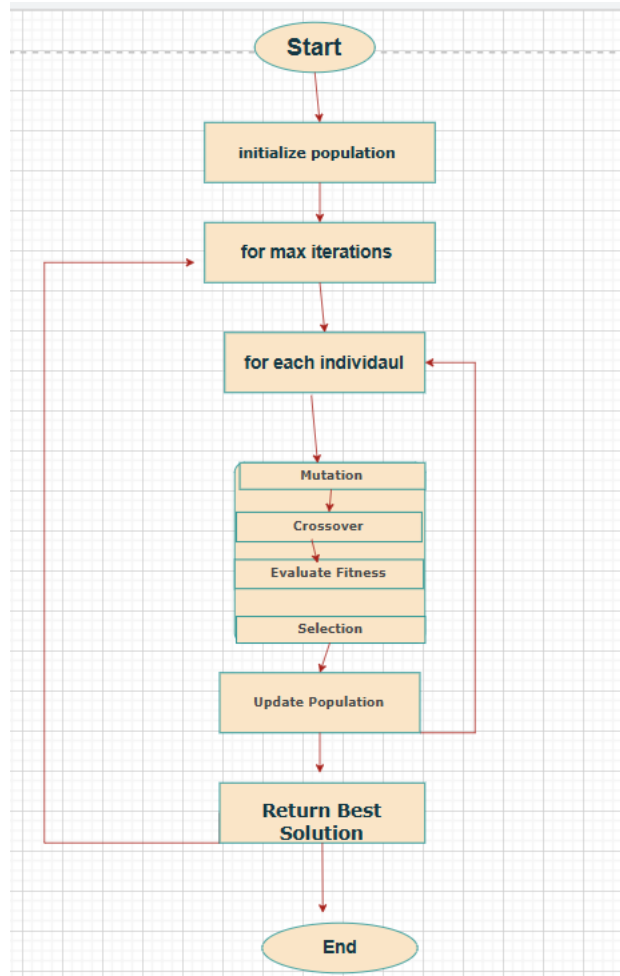 Start
initialize population
for max iterations
for each individaul
Mutation
Crossover
Evaluate Fitness
Selection
Update Population
Return Best
Solution
End